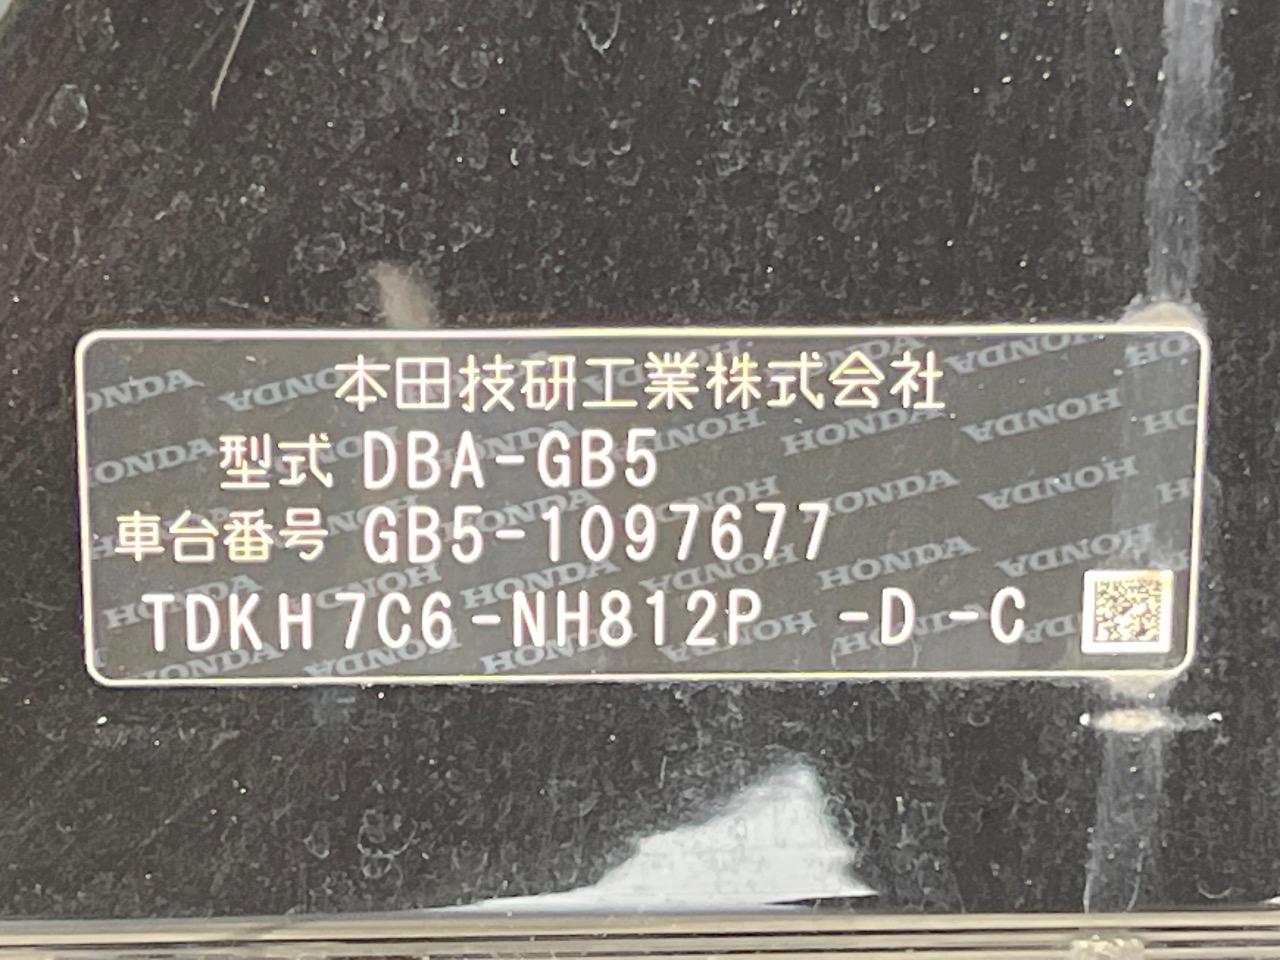 本田技研工業株式会社
型式 DBA-GB5
車台番号 GB5-1097677
TDKH7C6-NH812P -D-C